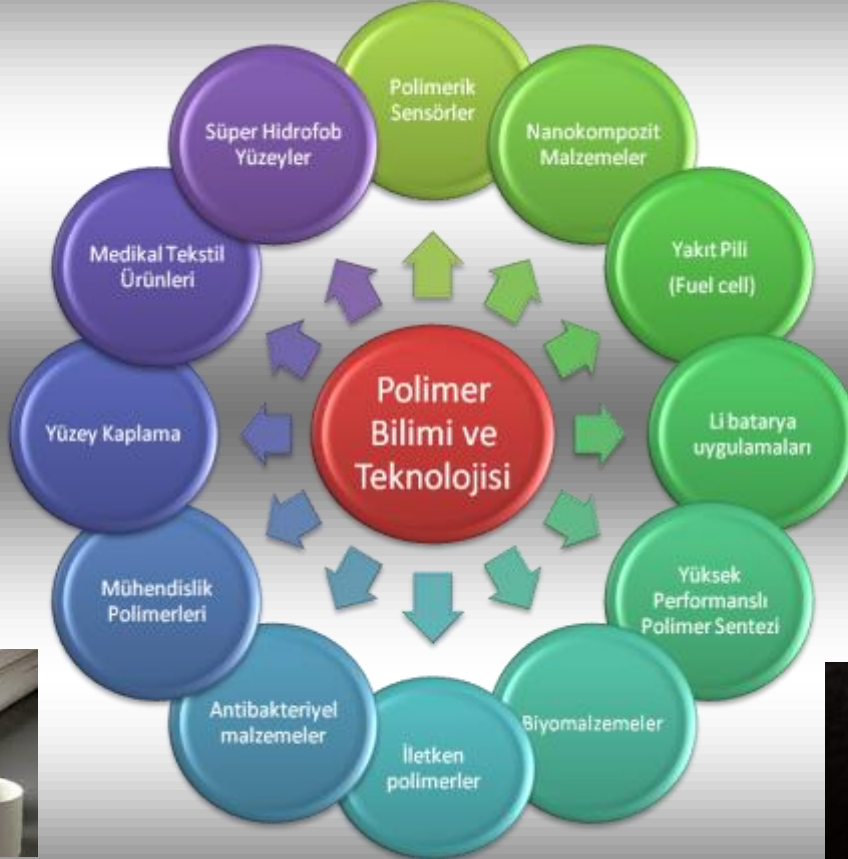 Polimerik
Sensörler
Nanokompozit
Malzemeler
Yakıt Pili
(Fuel cell)
Li batarya
uygulamaları
Yüksek
Performanslı
Polimer Sentezi
Biyomalzemeler
İletken
polimerler
Antibakteriyel
malzemeler
Mühendislik
Polimerleri
Yüzey Kaplama
Medikal Tekstil
Ürünleri
Süper Hidrofob
Yüzeyler
Polimer
Bilimi ve
Teknolojisi